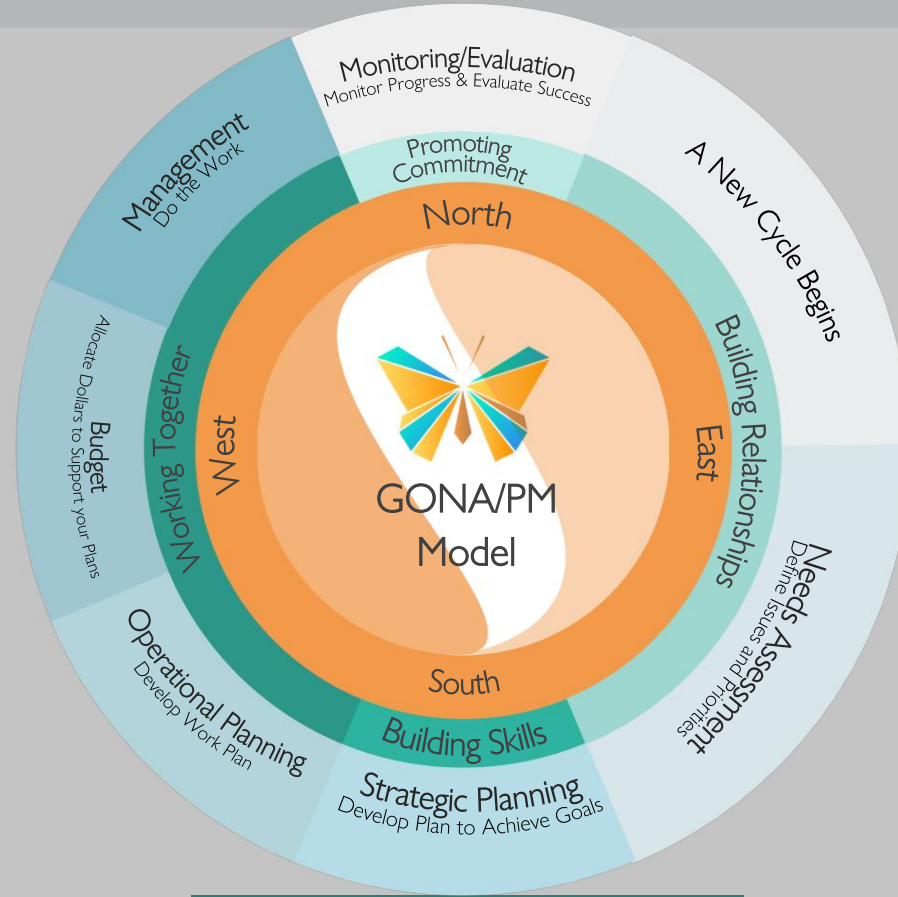 Monitoring/Evaluation
Monitor Progress & Evaluate Success
Promoting
Commitment
North
A New Cycle Begins
Building Relationships
East
Needs Assessment
Define Issues and Priorities
South
Building Skills
Strategic Planning
Develop Plan to Achieve Goals
Operational Planning
Develop Work Plan
Budget
Allocate Dollars to Support your Plans
Working Together
West
Management
Do the Work
GONA/PM
Model